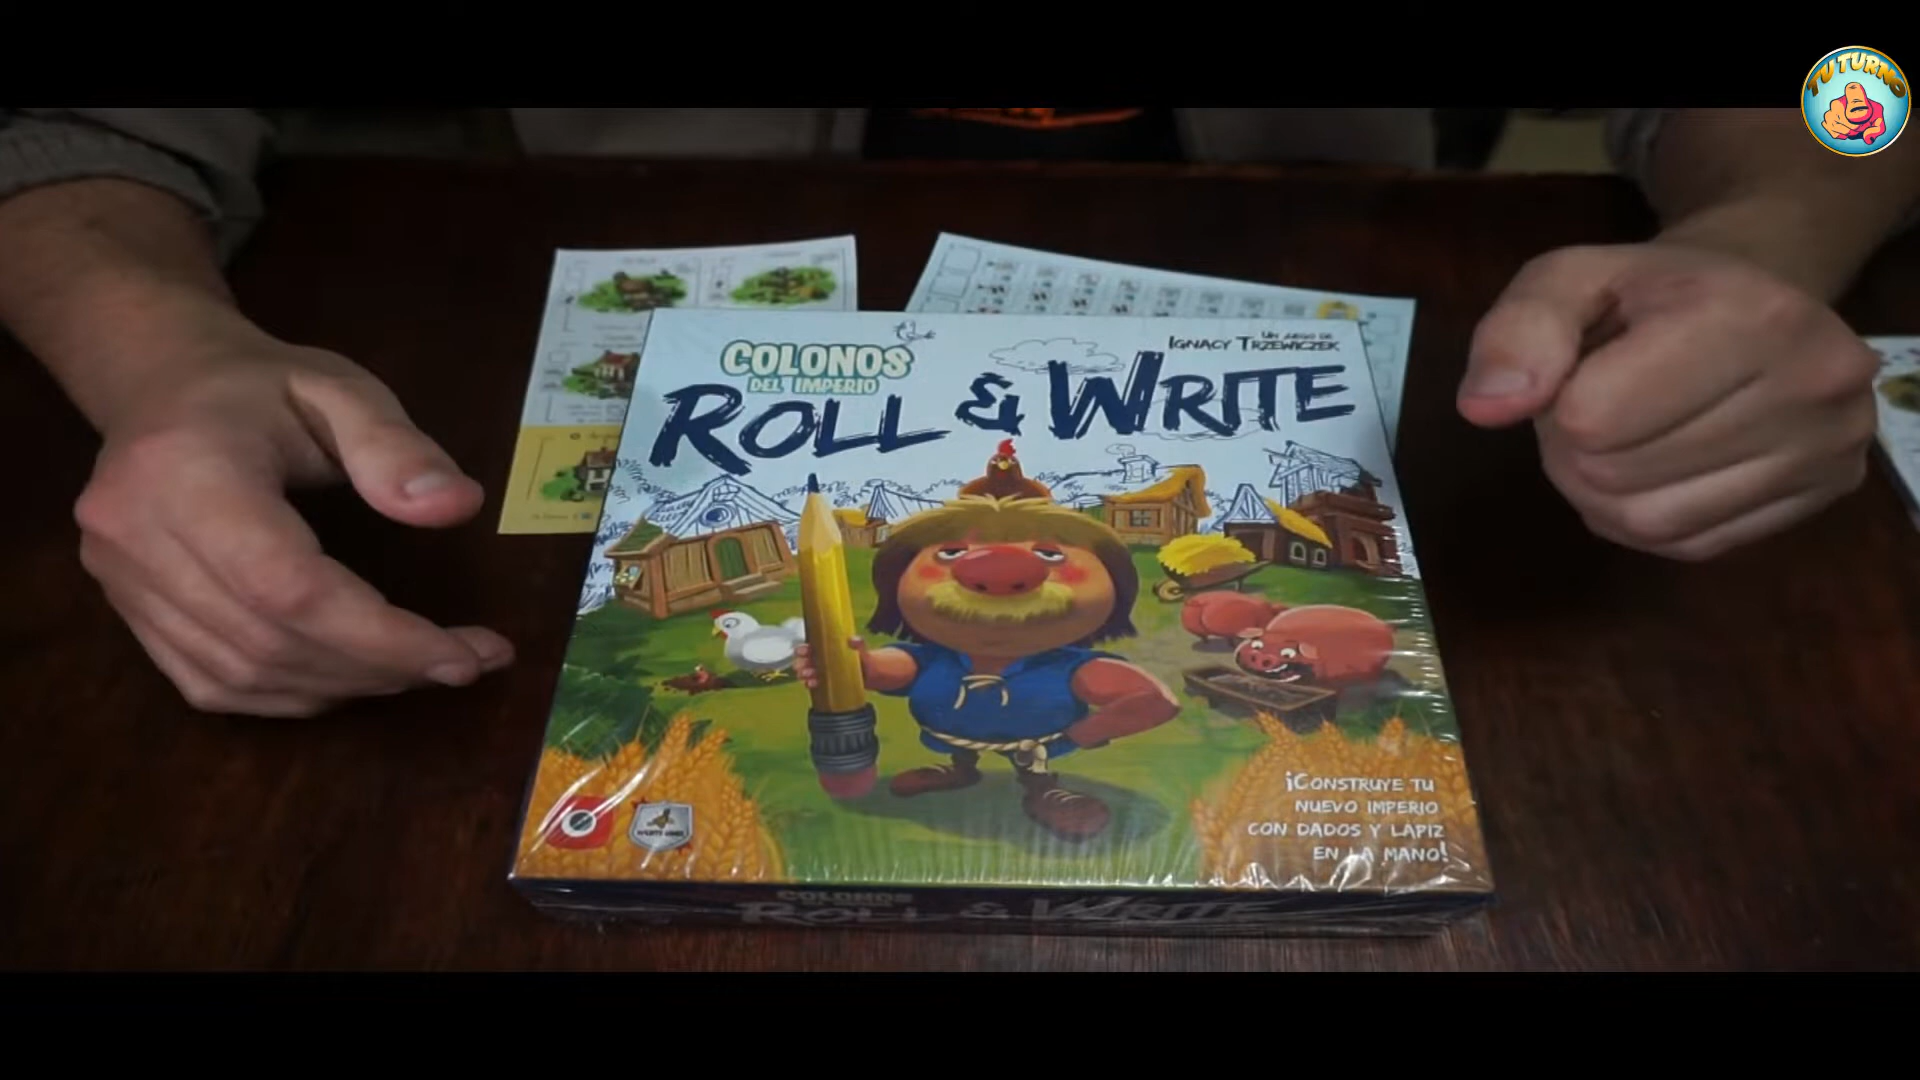 TU TURNO
UN JUEGO DE
IGNACY TRZEWICZEK
COLONOS
DEL IMPERIO
ROLL & WRITE
¡CONSTRUYE TU
NUEVO IMPERIO
CON DADOS Y LÁPIZ
EN LA MANO!
COLONOS
ROLL & WRITE